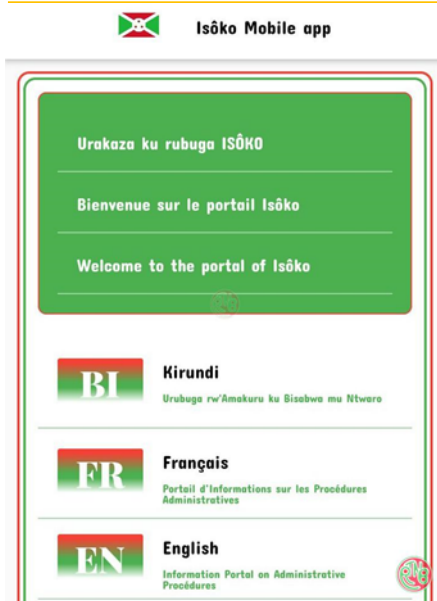 Isôko Mobile app
Urakaza ku rubuga ISÔKO
Bienvenue sur le portail Isôko
Welcome to the portal of Isôko
BI
Kirundi
Urubuga rw'Amakuru ku Bisabwa mu Ntwaro
FR
Français
Portail d'Informations sur les Procédures
Administratives
EN
English
Information Portal on Administrative
Procedures